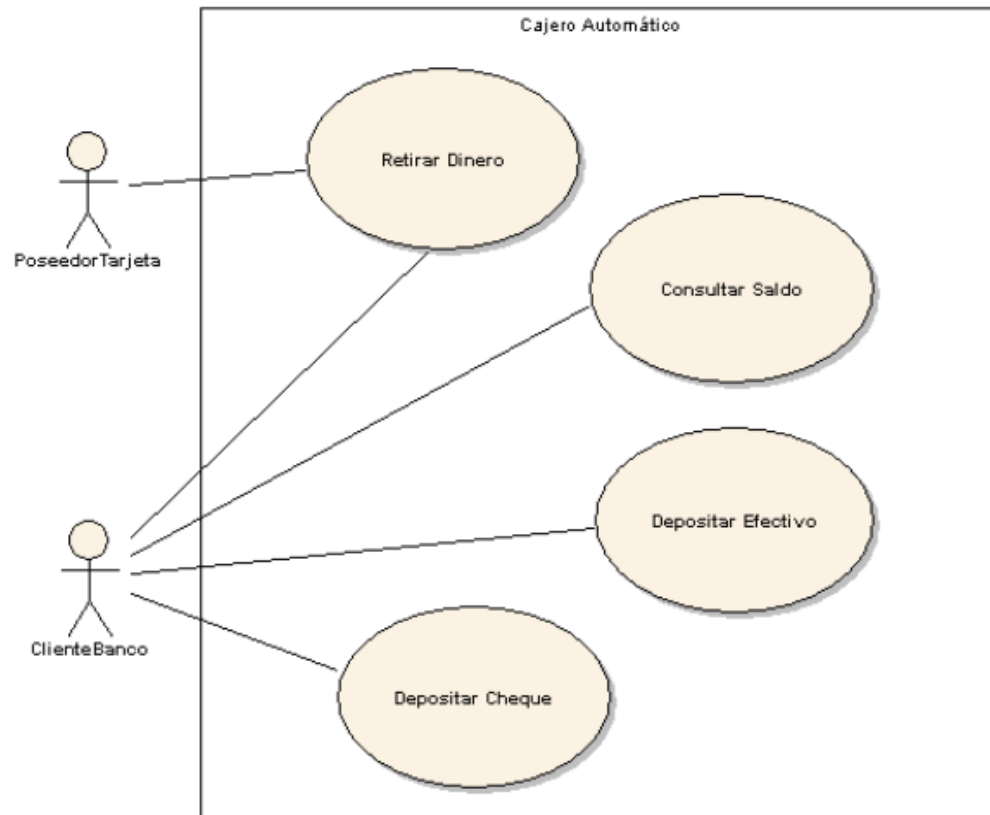 Cajero Automático
Retirar Dinero
PoseedorTarjeta
Consultar Saldo
Depositar Efectivo
ClienteBanco
Depositar Cheque